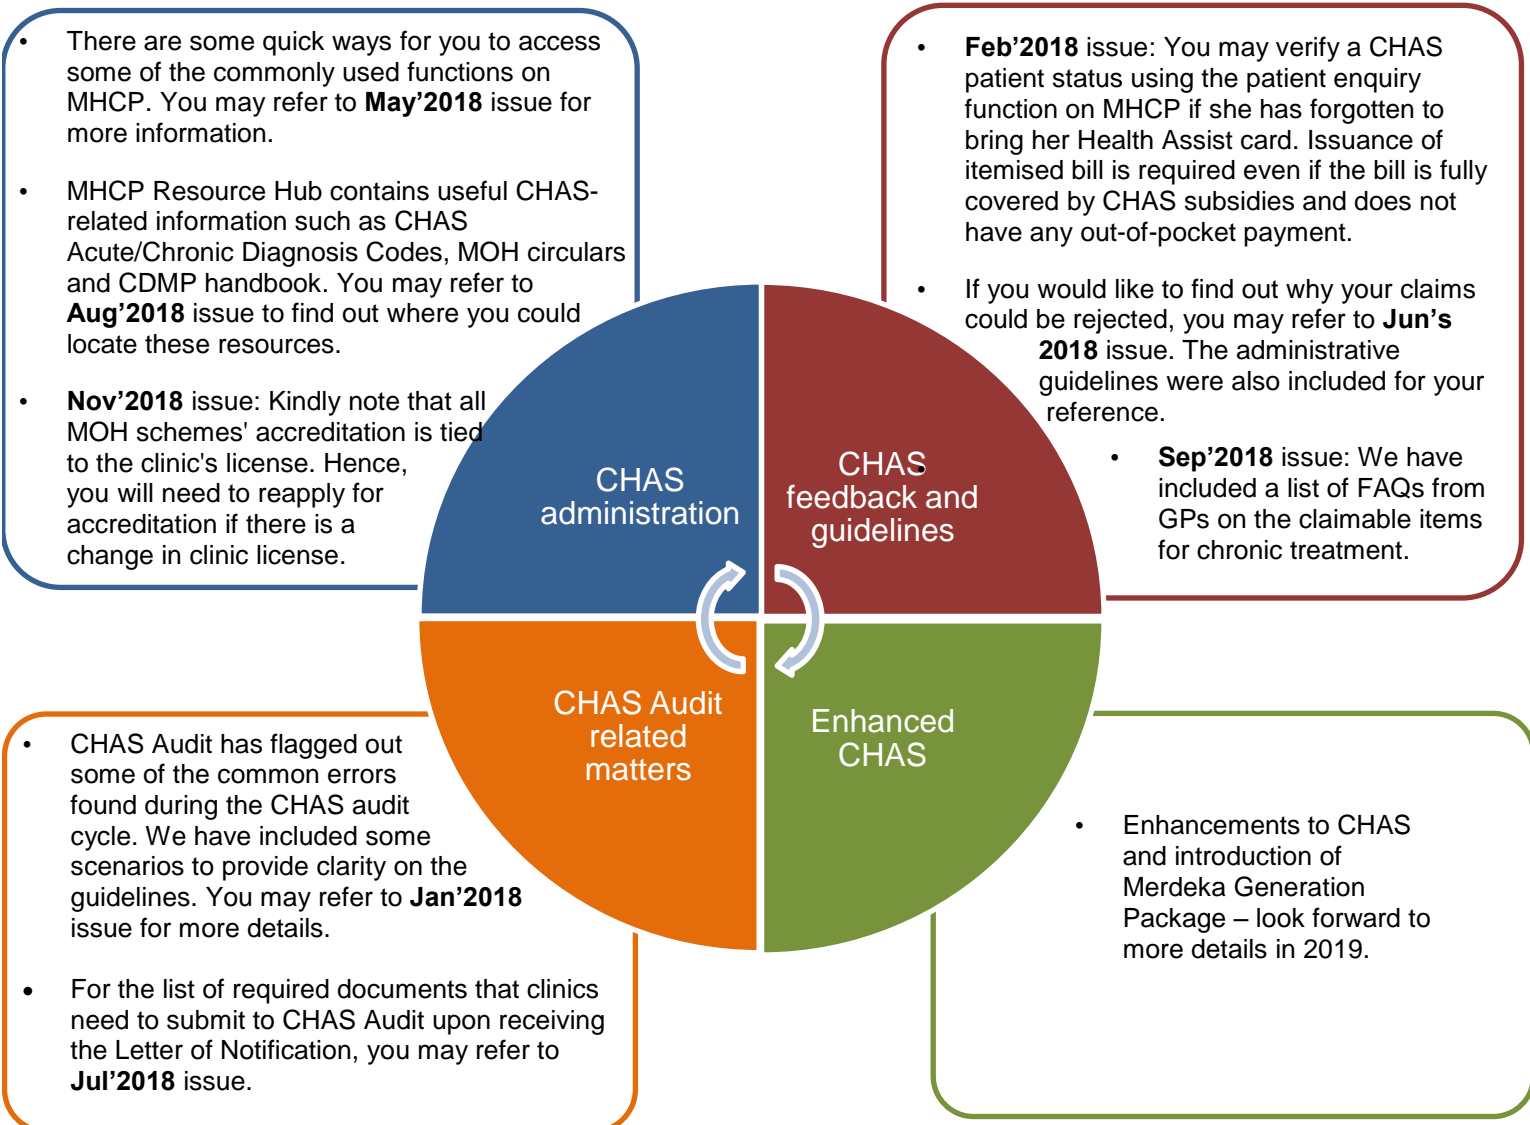 • There are some quick ways for you to access
some of the commonly used functions on
MHCP. You may refer to May’2018 issue for
more information.
• MHCP Resource Hub contains useful CHAS-
related information such as CHAS
Acute/Chronic Diagnosis Codes, MOH circulars
and CDMP handbook. You may refer to
Aug’2018 issue to find out where you could
locate these resources.
• Nov’2018 issue: Kindly note that all
MOH schemes' accreditation is tied
to the clinic's license. Hence,
you will need to reapply for
accreditation if there is a
change in clinic license.
• Feb’2018 issue: You may verify a CHAS
patient status using the patient enquiry
function on MHCP if she has forgotten to
bring her Health Assist card. Issuance of
itemised bill is required even if the bill is fully
covered by CHAS subsidies and does not
have any out-of-pocket payment.
• If you would like to find out why your claims
could be rejected, you may refer to Jun’s
2018 issue. The administrative
guidelines were also included for your
reference.
• Sep’2018 issue: We have
included a list of FAQs from
GPs on the claimable items
for chronic treatment.
CHAS
administration
CHAS
feedback and
guidelines
CHAS Audit
related
matters
Enhanced
CHAS
• CHAS Audit has flagged out
some of the common errors
found during the CHAS audit
cycle. We have included some
scenarios to provide clarity on the
guidelines. You may refer to Jan’2018
issue for more details.
• For the list of required documents that clinics
need to submit to CHAS Audit upon receiving
the Letter of Notification, you may refer to
Jul’2018 issue.
• Enhancements to CHAS
and introduction of
Merdeka Generation
Package – look forward to
more details in 2019.